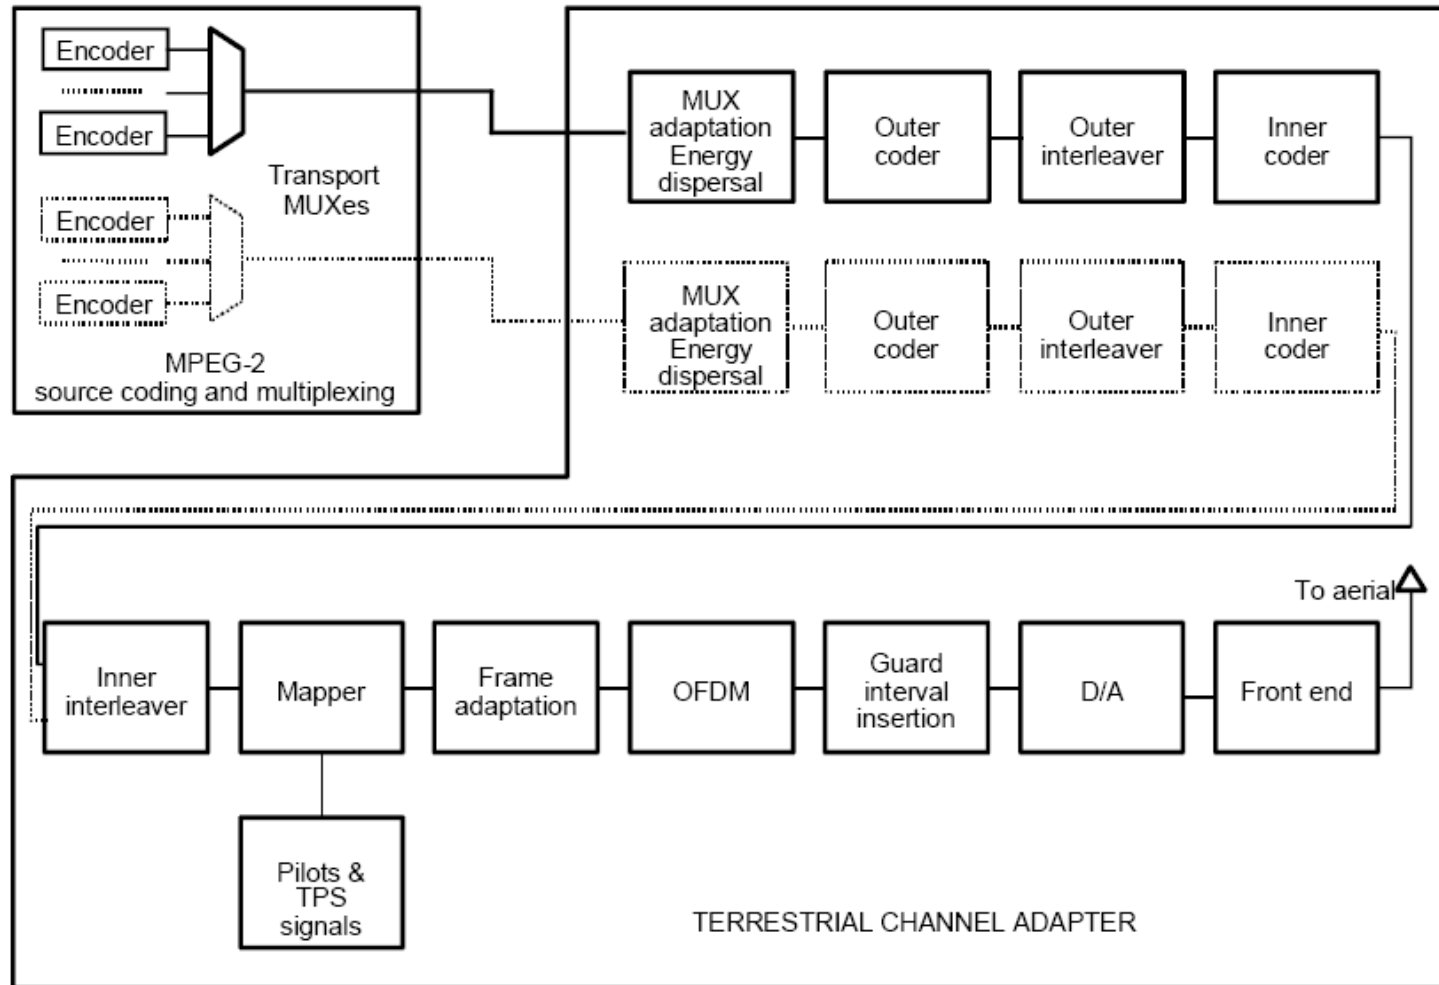 Encoder
Encoder
Transport
MUXes
Encoder
Encoder
MPEG-2
source coding and multiplexing
MUX
adaptation
Energy
dispersal
Outer
coder
Outer
interleaver
Inner
coder
MUX
adaptation
Energy
dispersal
Outer
coder
Outer
interleaver
Inner
coder
To aerial
Inner
interleaver
Mapper
Frame
adaptation
OFDM
Guard
interval
insertion
D/A
Front end
Pilots &
TPS
signals
TERRESTRIAL CHANNEL ADAPTER